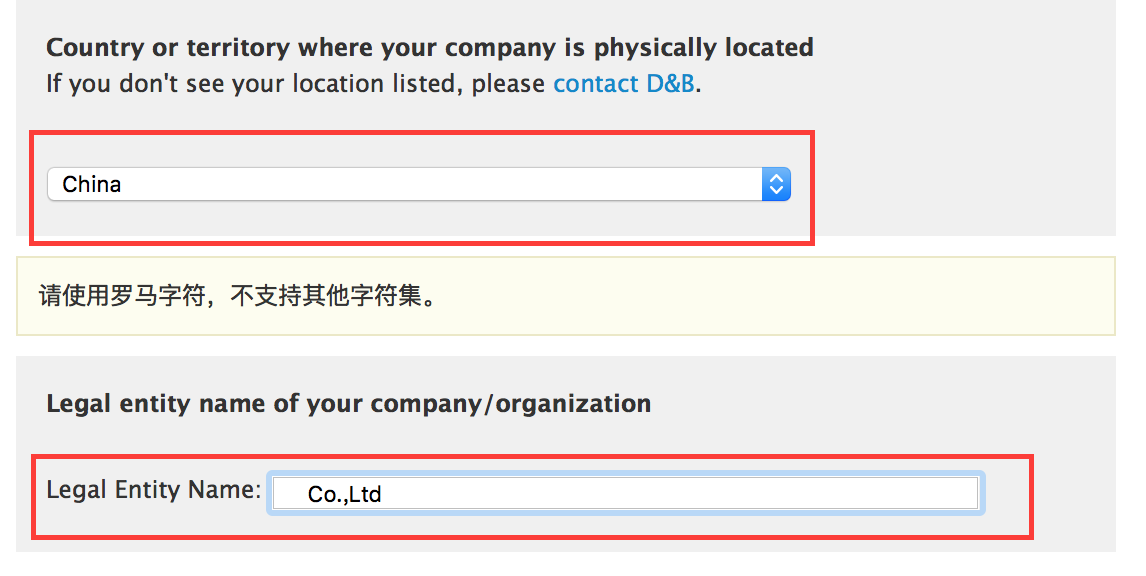 Country or territory where your company is physically located
If you don't see your location listed, please contact D&B.
China
请使用罗马字符，不支持其他字符集。
Legal entity name of your company/organization
Legal Entity Name: Co.,Ltd